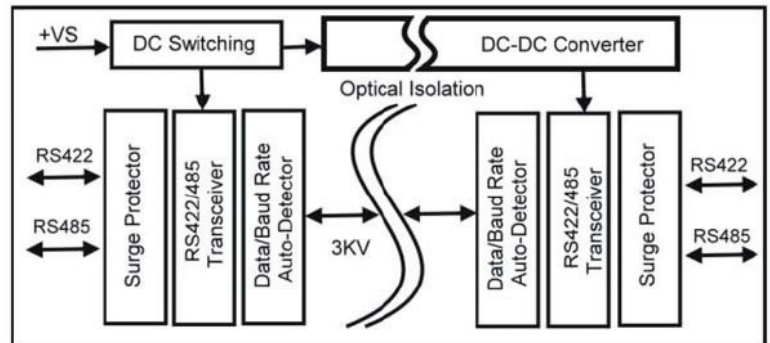 +VS
DC Switching
DC-DC Converter
Optical Isolation
RS422
RS485
Surge Protector
RS422/485
Transceiver
Data/Baud Rate
Auto-Detector
3KV
Data/Baud Rate
Auto-Detector
RS422/485
Transceiver
Surge Protector
RS422
RS485